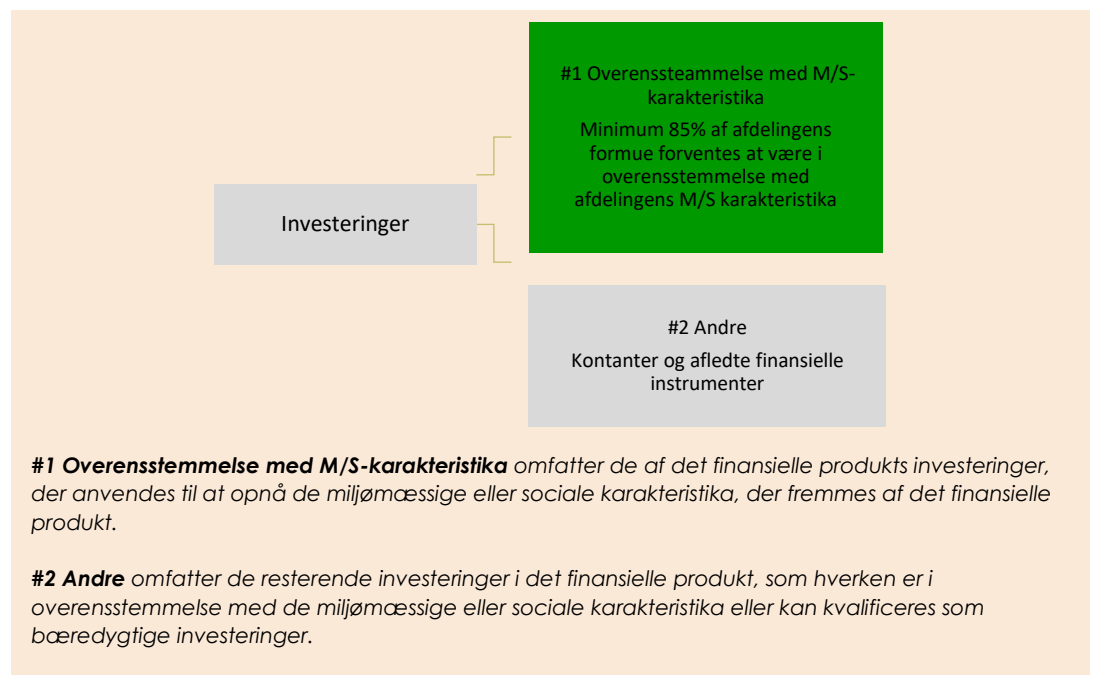 #1 Overenssteammelse med M/S-
karakteristika
Minimum 85% af afdelingens
formue forventes at være i
overensstemmelse med
afdelingens M/S karakteristika
Investeringer
#2 Andre
Kontanter og afledte finansielle
instrumenter
#1 Overensstemmelse med M/S-karakteristika omfatter de af det finansielle produkts investeringer,
der anvendes til at opnå de miljømæssige eller sociale karakteristika, der fremmes af det finansielle
produkt.
#2 Andre omfatter de resterende investeringer i det finansielle produkt, som hverken er i
overensstemmelse med de miljømæssige eller sociale karakteristika eller kan kvalificeres som
bæredygtige investeringer.